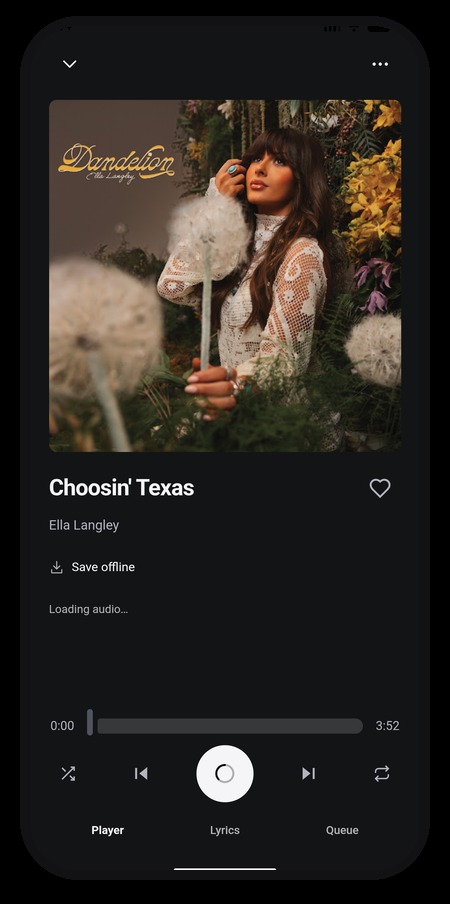 Dandelion
Ella Langley
Choosin' Texas
Ella Langley
Save offline
Loading audio…
0:00
3:52
Player
Lyrics
Queue